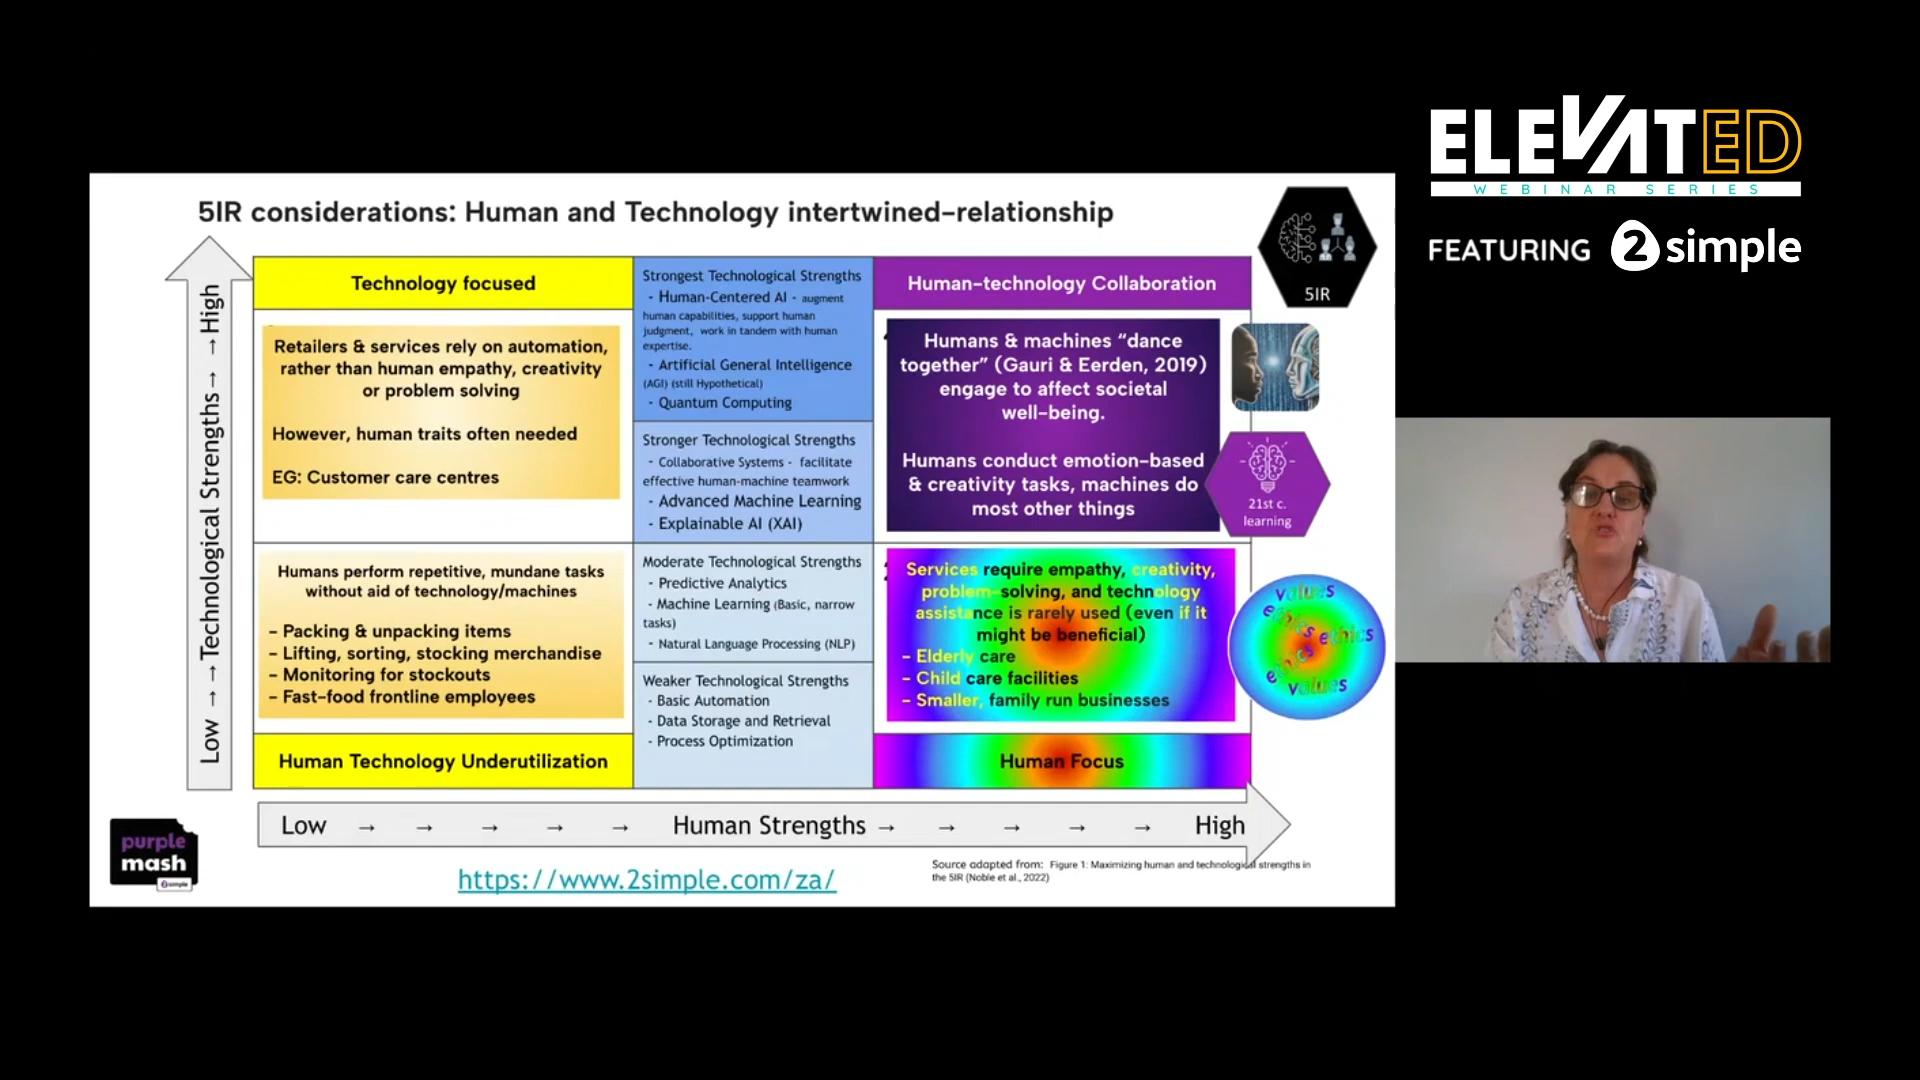 ELEVATED
WEBINAR SERIES
FEATURING 2simple
5IR considerations: Human and Technology intertwined-relationship
5IR
Low → → Technological Strengths → → High
Technology focused
Retailers & services rely on automation,
rather than human empathy, creativity
or problem solving
However, human traits often needed
EG: Customer care centres
Humans perform repetitive, mundane tasks
without aid of technology/machines
- Packing & unpacking items
- Lifting, sorting, stocking merchandise
- Monitoring for stockouts
- Fast-food frontline employees
Human Technology Underutilization
Strongest Technological Strengths
- Human-Centered AI - augment
human capabilities, support human
judgment, work in tandem with human
expertise.
- Artificial General Intelligence
(AGI) (still Hypothetical)
- Quantum Computing
Stronger Technological Strengths
- Collaborative Systems - facilitate
effective human-machine teamwork
- Advanced Machine Learning
- Explainable AI (XAI)
Moderate Technological Strengths
- Predictive Analytics
- Machine Learning (Basic, narrow
tasks)
- Natural Language Processing (NLP)
Weaker Technological Strengths
- Basic Automation
- Data Storage and Retrieval
- Process Optimization
Human-technology Collaboration
Humans & machines “dance
together” (Gauri & Eerden, 2019)
engage to affect societal
well-being.
Humans conduct emotion-based
& creativity tasks, machines do
most other things
21st c.
learning
Services require empathy, creativity,
problem-solving, and technology
assistance is rarely used (even if it
might be beneficial)
- Elderly care
- Child care facilities
- Smaller, family run businesses
values
ethics ethics
ethics
values
Human Focus
Low → → → → → Human Strengths → → → → → High
purple
mash
2simple
https://www.2simple.com/za/
Source adapted from: Figure 1: Maximizing human and technological strengths in
the 5IR (Noble et al., 2022)